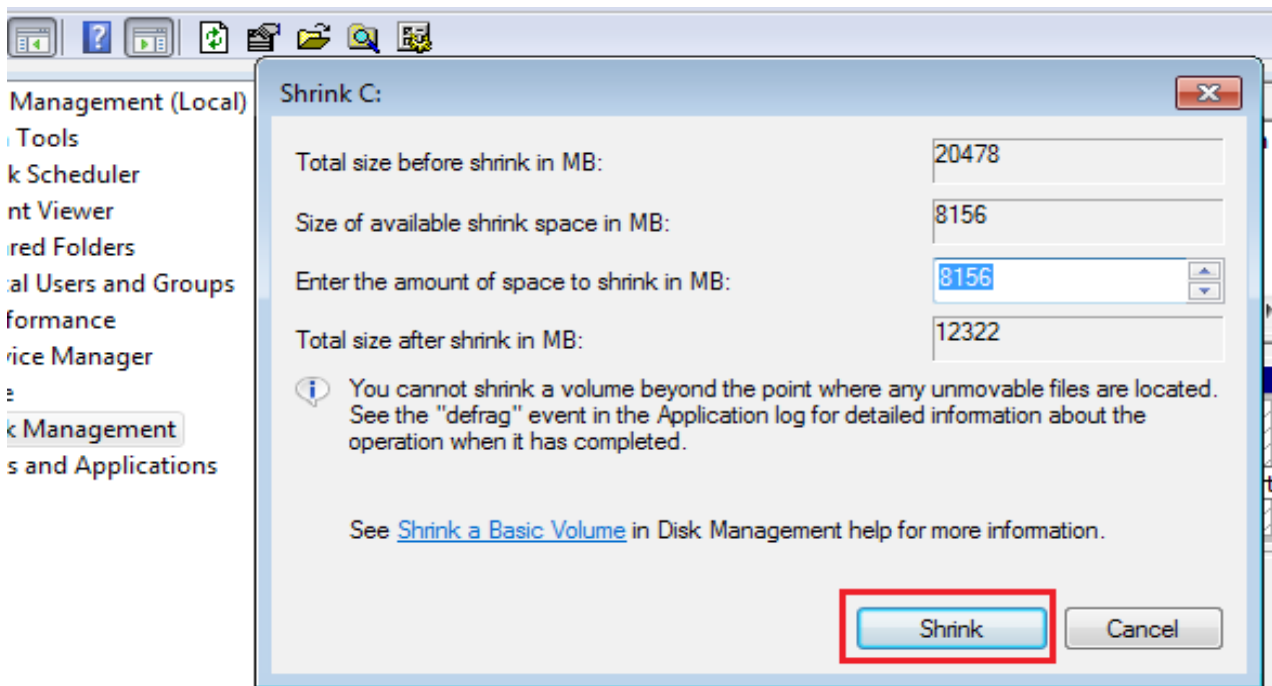 Management (Local)
Tools
k Scheduler
nt Viewer
red Folders
al Users and Groups
formance
vice Manager
e
k Management
s and Applications
Shrink C:
Total size before shrink in MB:
20478
Size of available shrink space in MB:
8156
Enter the amount of space to shrink in MB:
8156
Total size after shrink in MB:
12322
You cannot shrink a volume beyond the point where any unmovable files are located.
See the "defrag" event in the Application log for detailed information about the
operation when it has completed.
See Shrink a Basic Volume in Disk Management help for more information.
Shrink
Cancel